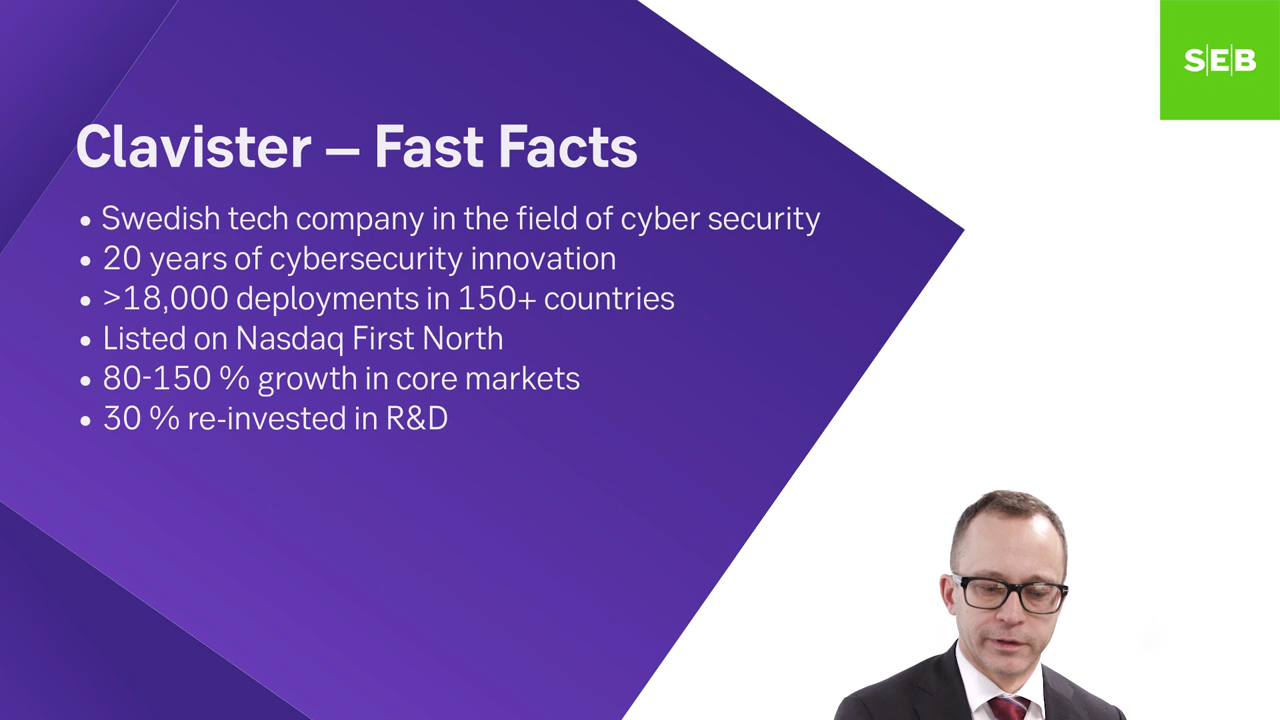 S|E|B
Clavister – Fast Facts
• Swedish tech company in the field of cyber security
• 20 years of cybersecurity innovation
• >18,000 deployments in 150+ countries
• Listed on Nasdaq First North
• 80-150 % growth in core markets
• 30 % re-invested in R&D